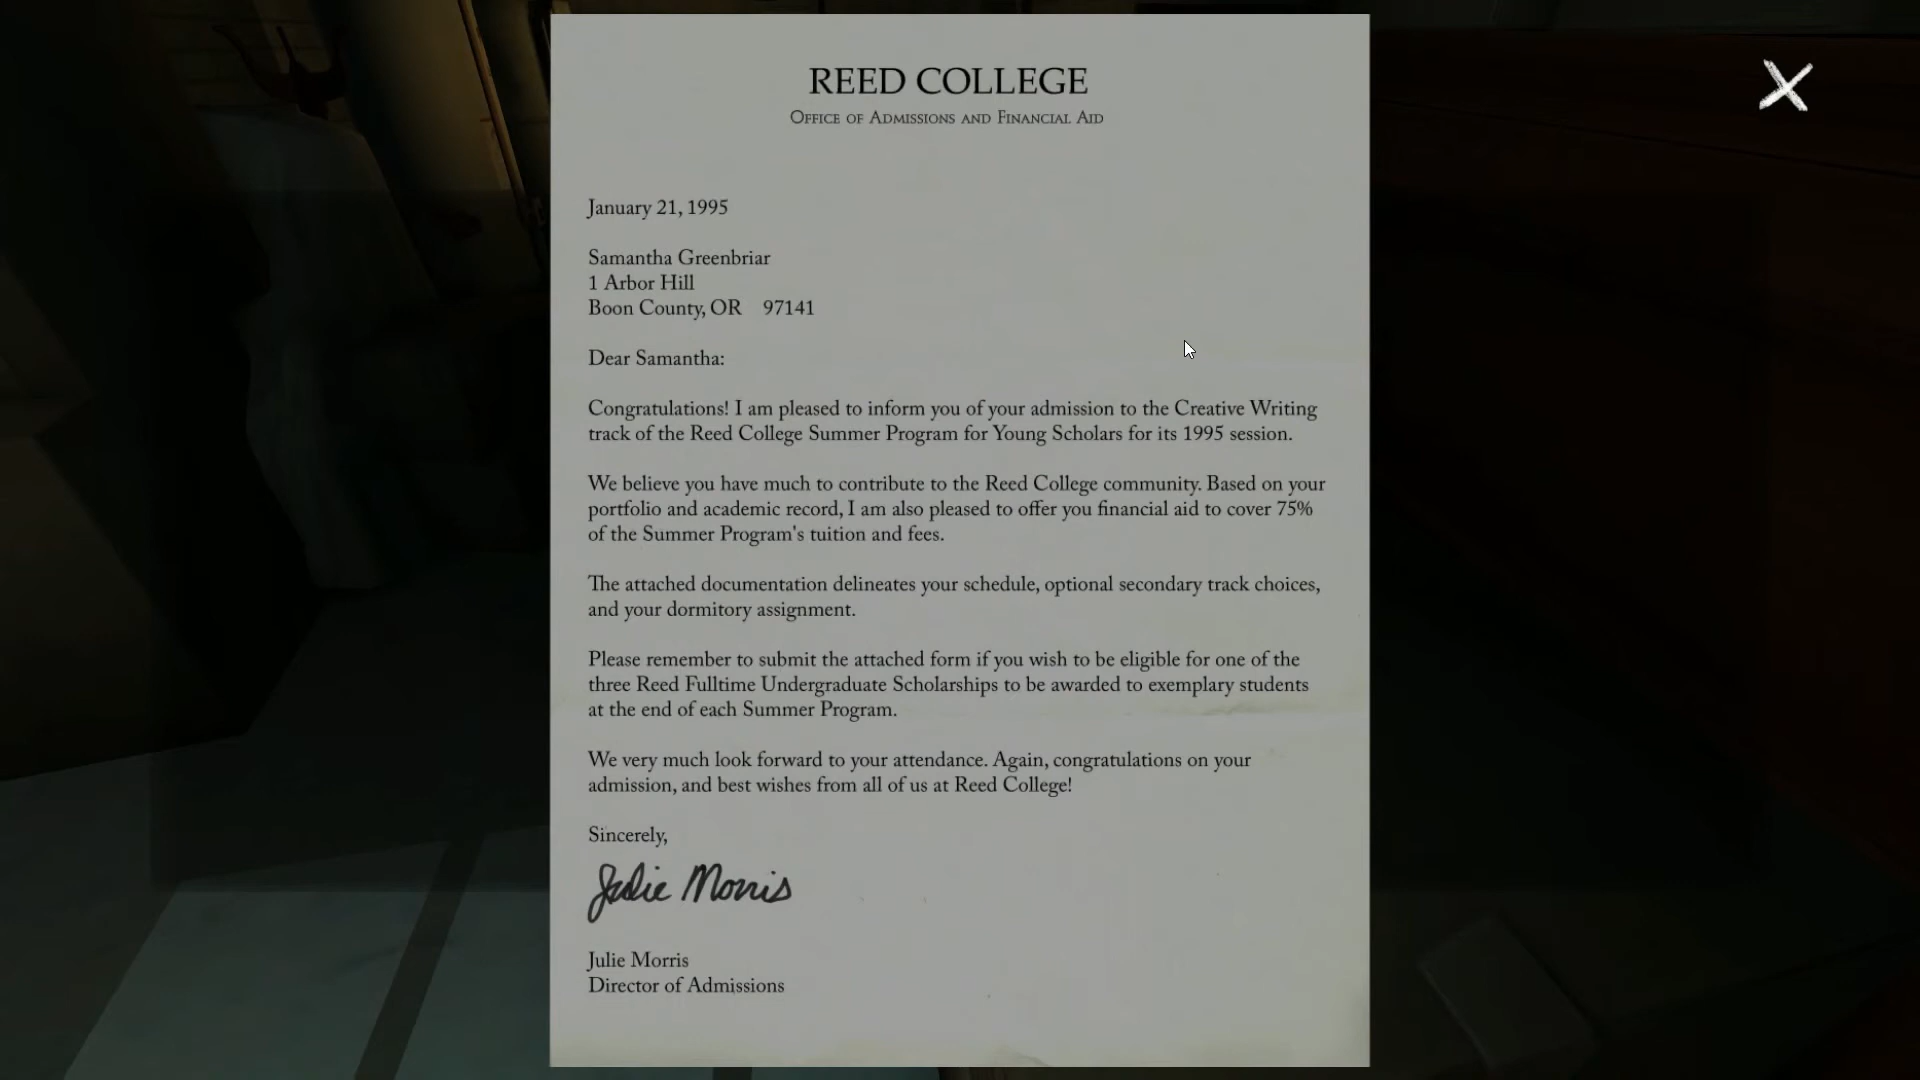 REED COLLEGE
Office of Admissions and Financial Aid
January 21, 1995
Samantha Greenbriar
1 Arbor Hill
Boon County, OR 97141
Dear Samantha:
Congratulations! I am pleased to inform you of your admission to the Creative Writing
track of the Reed College Summer Program for Young Scholars for its 1995 session.
We believe you have much to contribute to the Reed College community. Based on your
portfolio and academic record, I am also pleased to offer you financial aid to cover 75%
of the Summer Program's tuition and fees.
The attached documentation delineates your schedule, optional secondary track choices,
and your dormitory assignment.
Please remember to submit the attached form if you wish to be eligible for one of the
three Reed Fulltime Undergraduate Scholarships to be awarded to exemplary students
at the end of each Summer Program.
We very much look forward to your attendance. Again, congratulations on your
admission, and best wishes from all of us at Reed College!
Sincerely,
Julie Morris
Julie Morris
Director of Admissions